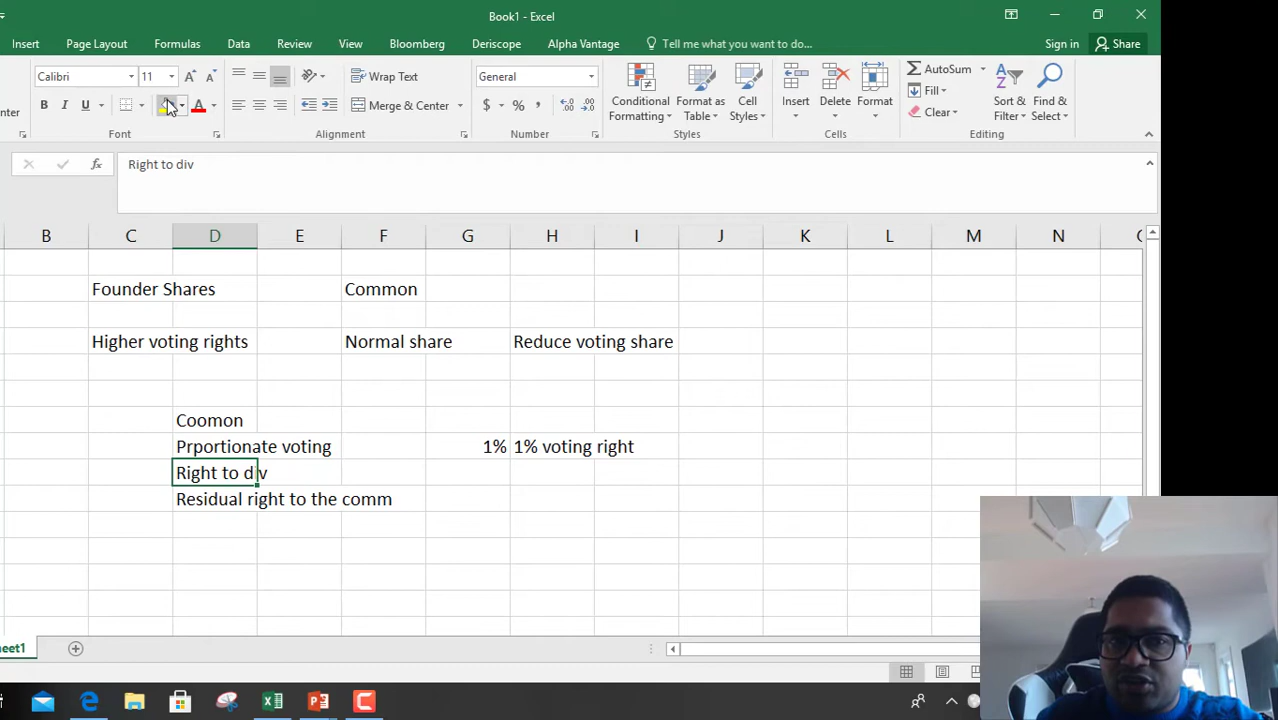 Book1 - Excel
Insert Page Layout Formulas Data Review View Bloomberg Deriscope Alpha Vantage Tell me what you want to do... Sign in Share
Calibri 11 A A Wrap Text General Conditional Formatting Format as Table Cell Styles Insert Delete Format AutoSum Sort & Filter Find & Select
B I U A Merge & Center $ % , Fill
Clear
Font Alignment Number Styles Cells Editing
fx Right to div
B C D E F G H I J K L M N
Founder Shares Common
Higher voting rights Normal share Reduce voting share
Coomon
Prportionate voting 1% 1% voting right
Right to div
Residual right to the comm
eet1